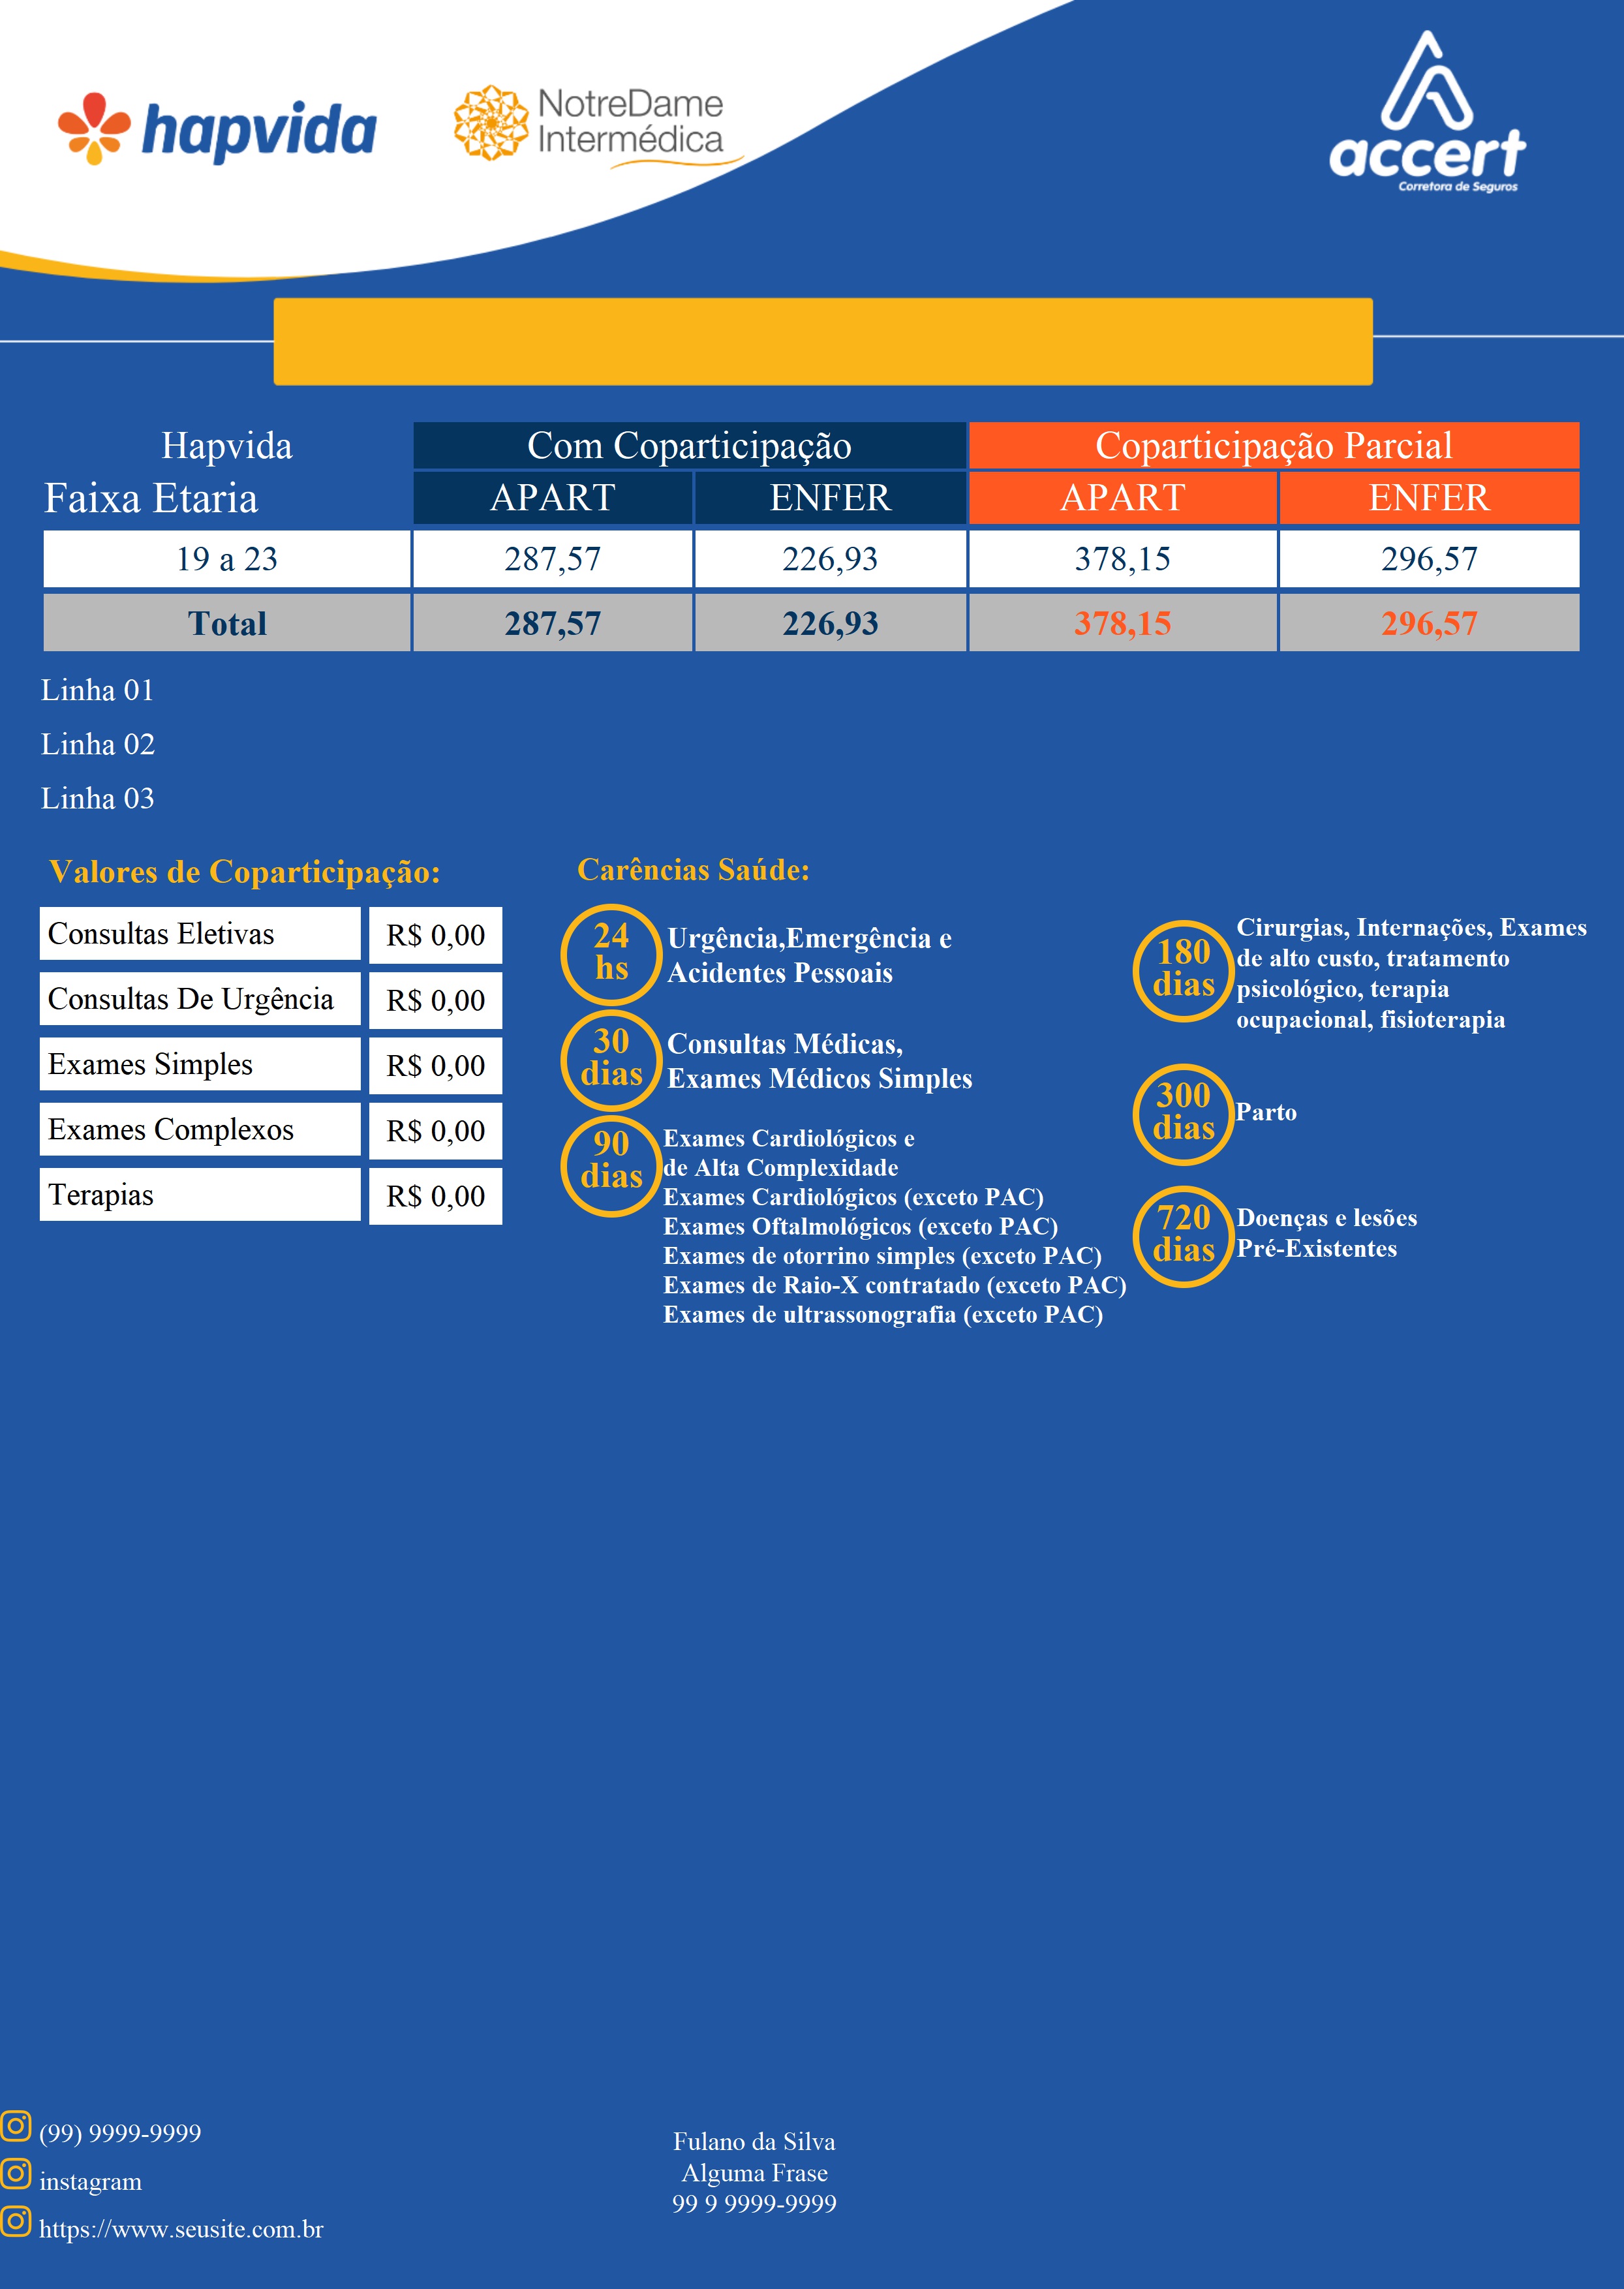 hapvida
NotreDame
Intermédica
accert
Corretora de Seguros
Hapvida Com Coparticipação Coparticipação Parcial
Faixa Etaria APART ENFER APART ENFER
19 a 23 287,57 226,93 378,15 296,57
Total 287,57 226,93 378,15 296,57
Linha 01
Linha 02
Linha 03
Valores de Coparticipação:
Consultas Eletivas R$ 0,00
Consultas De Urgência R$ 0,00
Exames Simples R$ 0,00
Exames Complexos R$ 0,00
Terapias R$ 0,00
Carências Saúde:
24
hs
Urgência,Emergência e
Acidentes Pessoais
30
dias
Consultas Médicas,
Exames Médicos Simples
90
dias
Exames Cardiológicos e
de Alta Complexidade
Exames Cardiológicos (exceto PAC)
Exames Oftalmológicos (exceto PAC)
Exames de otorrino simples (exceto PAC)
Exames de Raio-X contratado (exceto PAC)
Exames de ultrassonografia (exceto PAC)
180
dias
Cirurgias, Internações, Exames
de alto custo, tratamento
psicológico, terapia
ocupacional, fisioterapia
300
dias
Parto
720
dias
Doenças e lesões
Pré-Existentes
(99) 9999-9999
instagram
https://www.seusite.com.br
Fulano da Silva
Alguma Frase
99 9 9999-9999